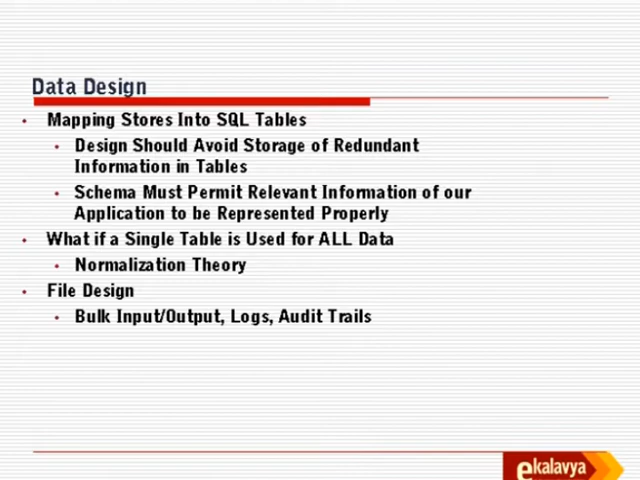 Data Design
• Mapping Stores Into SQL Tables
• Design Should Avoid Storage of Redundant
Information in Tables
• Schema Must Permit Relevant Information of our
Application to be Represented Properly
• What if a Single Table is Used for ALL Data
• Normalization Theory
• File Design
• Bulk Input/Output, Logs, Audit Trails
ekalavya